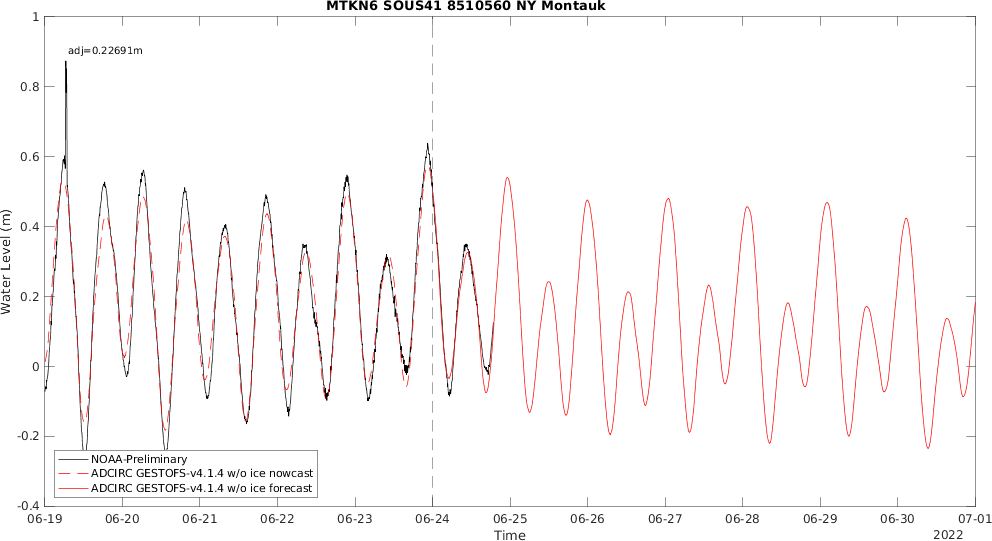 MTKN6 SOUS41 8510560 NY Montauk
adj=0.22691m
1
0.8
0.6
0.4
0.2
0
-0.2
-0.4
Water Level (m)
NOAA-Preliminary
ADCIRC GESTOFS-v4.1.4 w/o ice nowcast
ADCIRC GESTOFS-v4.1.4 w/o ice forecast
06-19 06-20 06-21 06-22 06-23 06-24 06-25 06-26 06-27 06-28 06-29 06-30 07-01
Time
2022